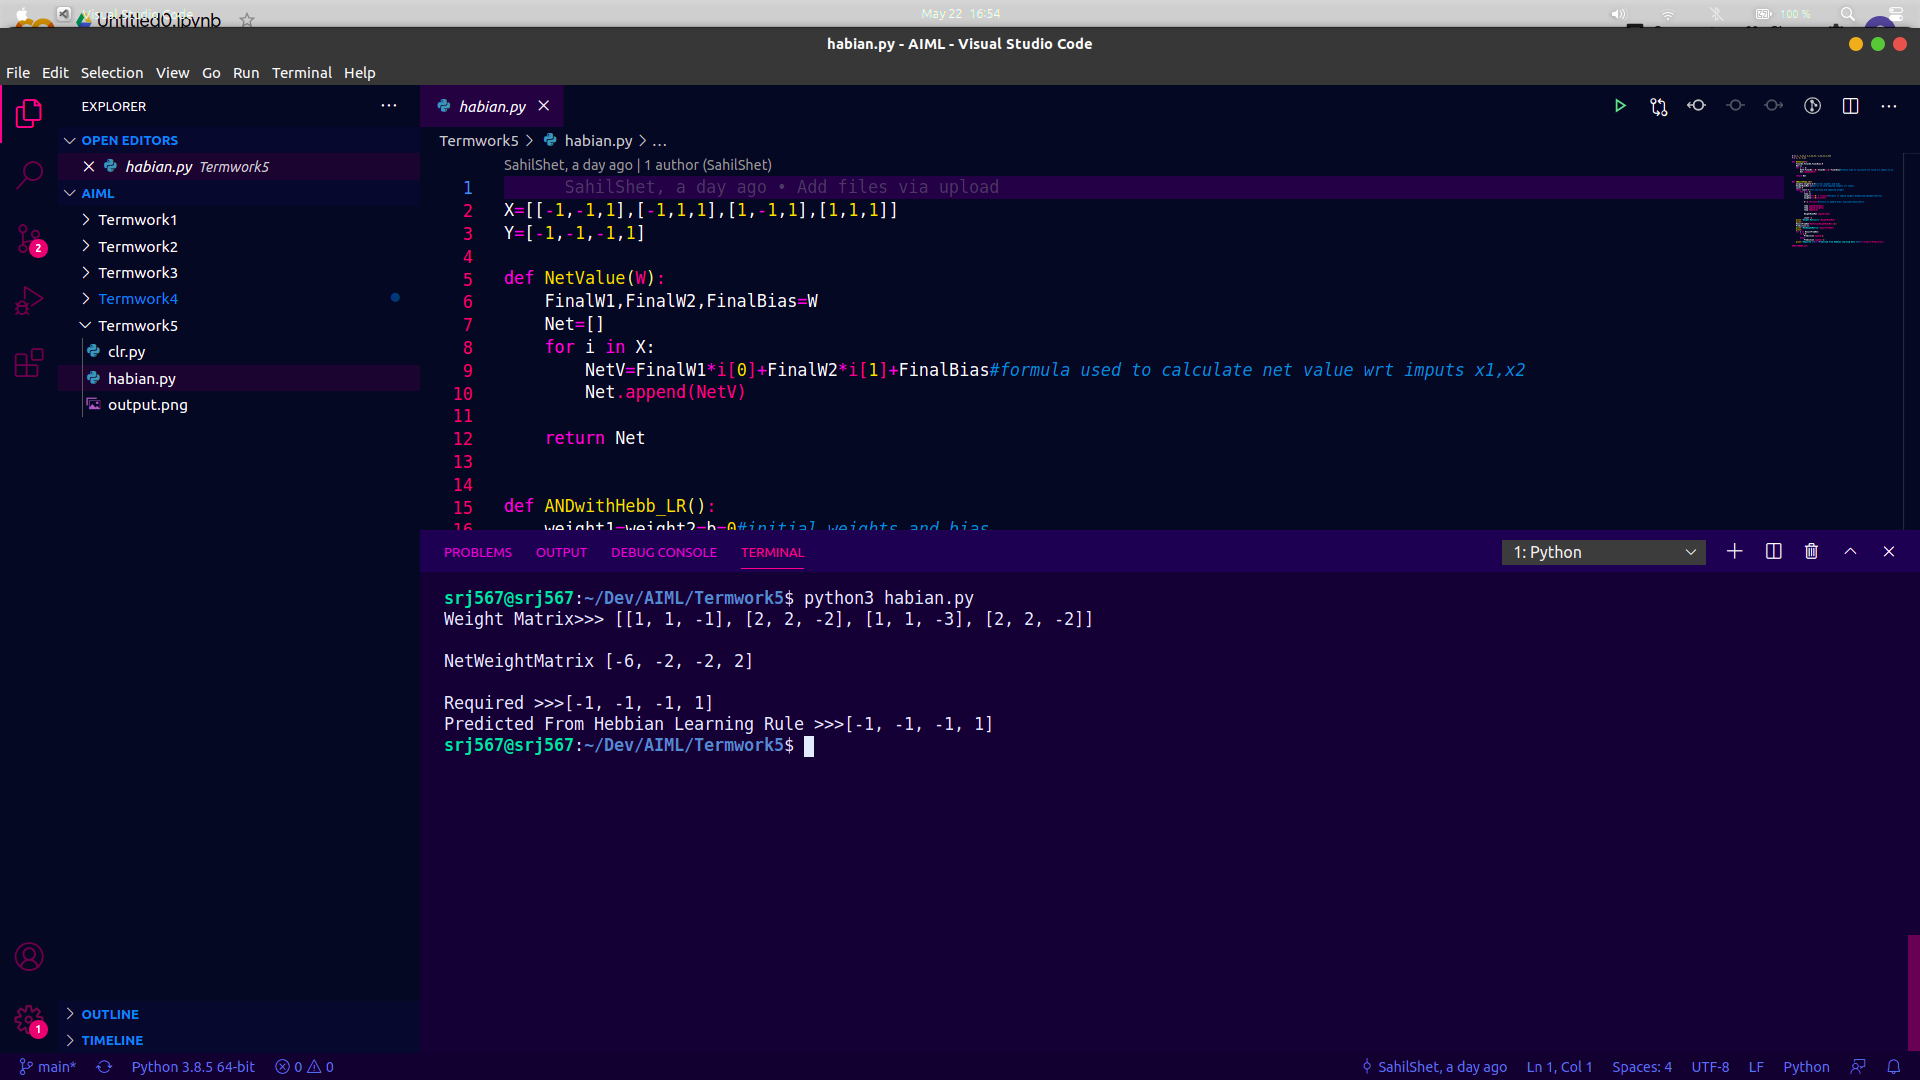 Visual Studio Code
Untitled0.ipynb
May 22 16:54
100 %
habian.py - AIML - Visual Studio Code
File Edit Selection View Go Run Terminal Help
EXPLORER
OPEN EDITORS
habian.py Termwork5
AIML
Termwork1
Termwork2
Termwork3
Termwork4
Termwork5
clr.py
habian.py
output.png
OUTLINE
TIMELINE
2
1
habian.py
Termwork5 > habian.py > ...
SahilShet, a day ago | 1 author (SahilShet)
1 SahilShet, a day ago • Add files via upload
2 X=[[-1,-1,1],[-1,1,1],[1,-1,1],[1,1,1]]
3 Y=[-1,-1,-1,1]
4
5 def NetValue(W):
6 FinalW1,FinalW2,FinalBias=W
7 Net=[]
8 for i in X:
9 NetV=FinalW1*i[0]+FinalW2*i[1]+FinalBias#formula used to calculate net value wrt imputs x1,x2
10 Net.append(NetV)
11
12 return Net
13
14
15 def ANDwithHebb_LR():
16 weight1=weight2=b=0#initial weights and bias
PROBLEMS OUTPUT DEBUG CONSOLE TERMINAL
1: Python
srj567@srj567:~/Dev/AIML/Termwork5$ python3 habian.py
Weight Matrix>>> [[1, 1, -1], [2, 2, -2], [1, 1, -3], [2, 2, -2]]
NetWeightMatrix [-6, -2, -2, 2]
Required >>>[-1, -1, -1, 1]
Predicted From Hebbian Learning Rule >>>[-1, -1, -1, 1]
srj567@srj567:~/Dev/AIML/Termwork5$
main* Python 3.8.5 64-bit 0 0 SahilShet, a day ago Ln 1, Col 1 Spaces: 4 UTF-8 LF Python